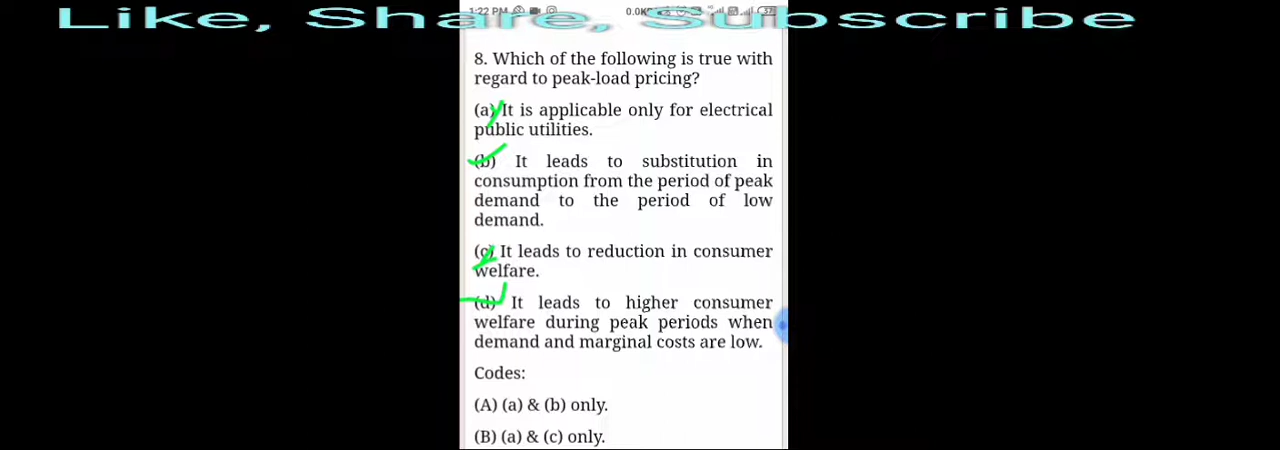 Like, Share, Subscribe
1:22 PM
8. Which of the following is true with
regard to peak-load pricing?
(a) It is applicable only for electrical
public utilities.
(b) It leads to substitution in
consumption from the period of peak
demand to the period of low
demand.
(c) It leads to reduction in consumer
welfare.
(d) It leads to higher consumer
welfare during peak periods when
demand and marginal costs are low.
Codes:
(A) (a) & (b) only.
(B) (a) & (c) only.